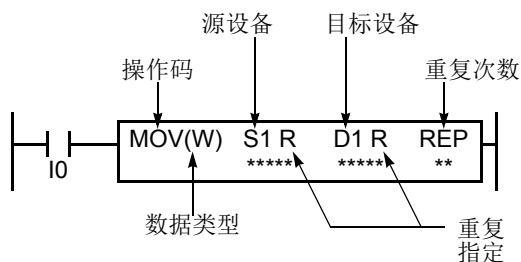 源设备
目标设备
操作码
重复次数
MOV(W) S1 R D1 R REP
I0
***** ***** **
数据类型
重复
指定